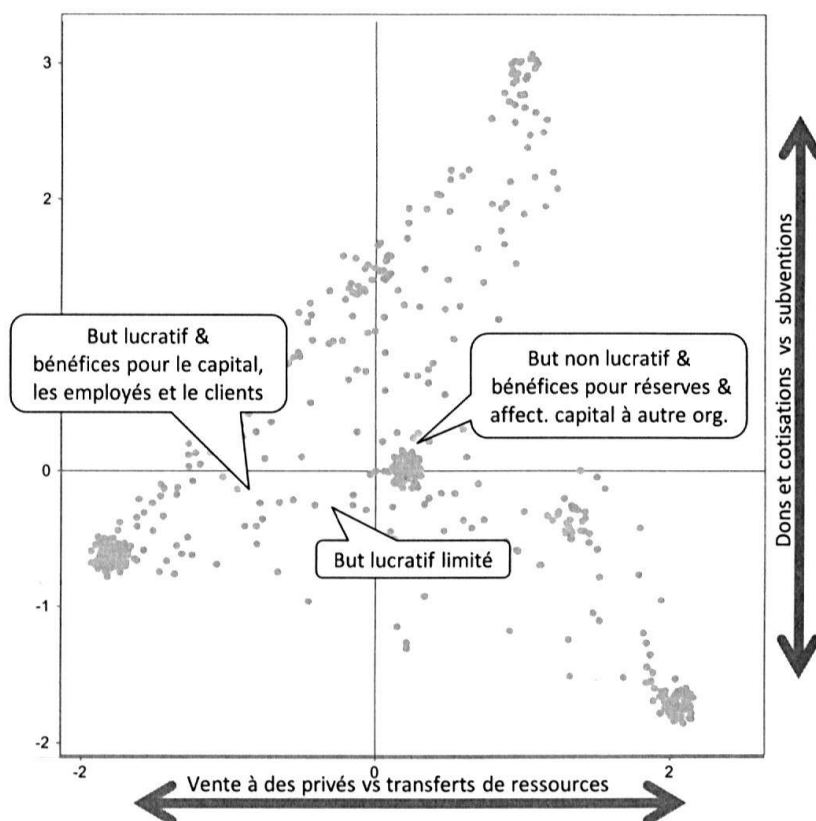 3
2
But lucratif &
bénéfices pour le capital,
les employés et le clients
But non lucratif &
bénéfices pour réserves &
affect. capital à autre org.
0
But lucratif limité
-1
-2
-2
0
2
Vente à des privés vs transferts de ressources
Dons et cotisations vs subventions